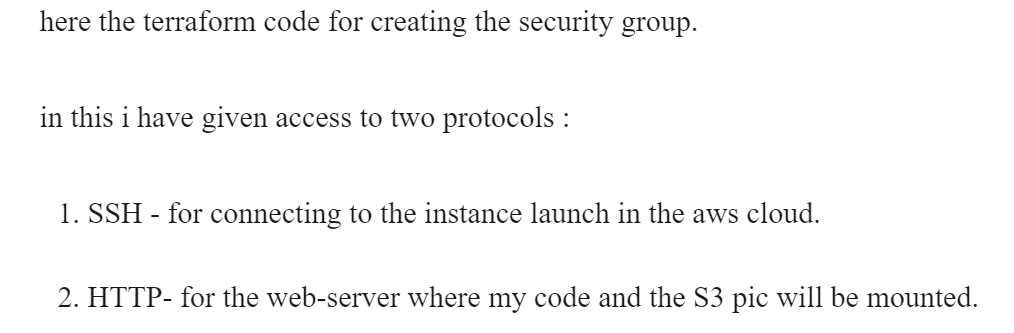 here the terraform code for creating the security group.
in this i have given access to two protocols :
1. SSH - for connecting to the instance launch in the aws cloud.
2. HTTP- for the web-server where my code and the S3 pic will be mounted.